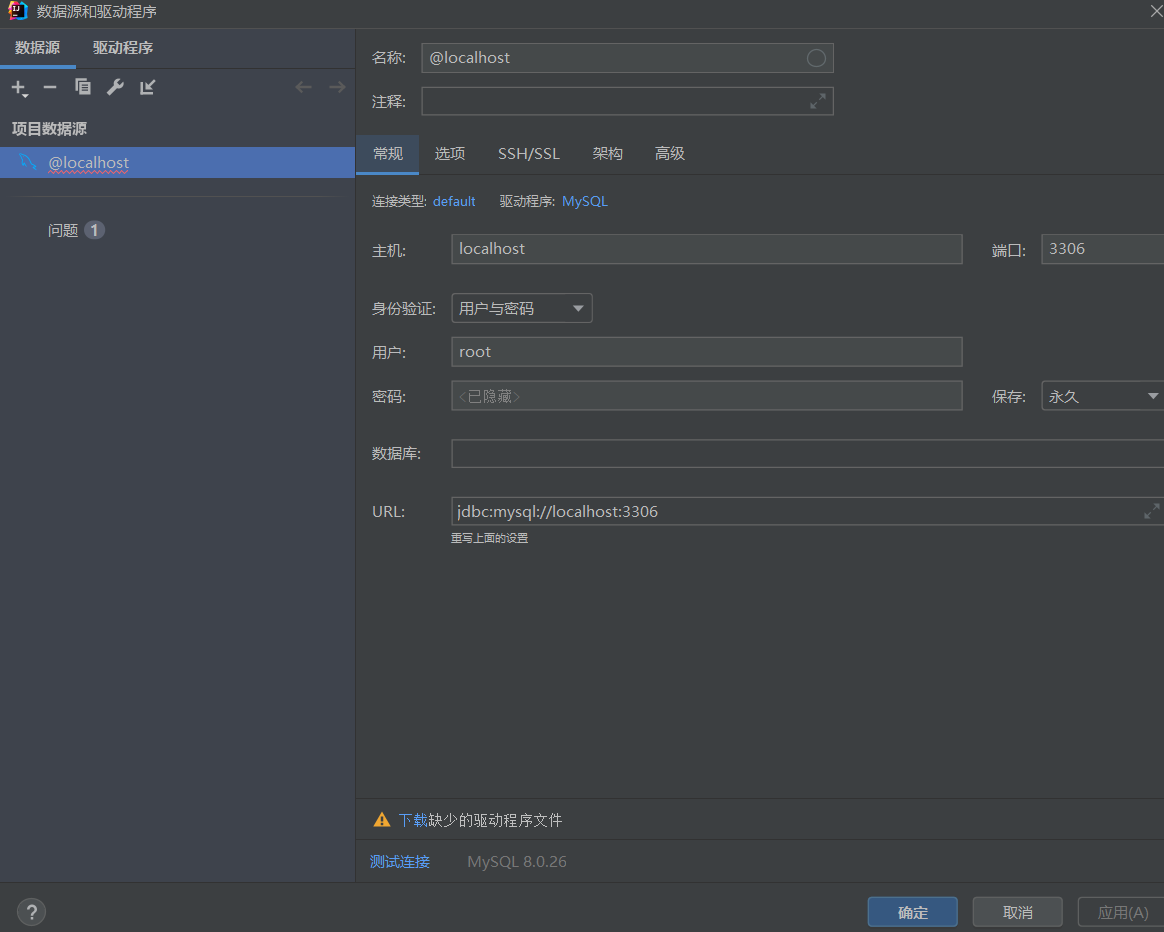 数据源和驱动程序
数据源 驱动程序
项目数据源
@localhost
问题 1
名称: @localhost
注释:
常规 选项 SSH/SSL 架构 高级
连接类型: default 驱动程序: MySQL
主机: localhost 端口: 3306
身份验证: 用户与密码
用户: root
密码: <已隐藏> 保存: 永久
数据库:
URL: jdbc:mysql://localhost:3306
重写上面的设置
下载缺少的驱动程序文件
测试连接 MySQL 8.0.26
? 确定 取消 应用(A)